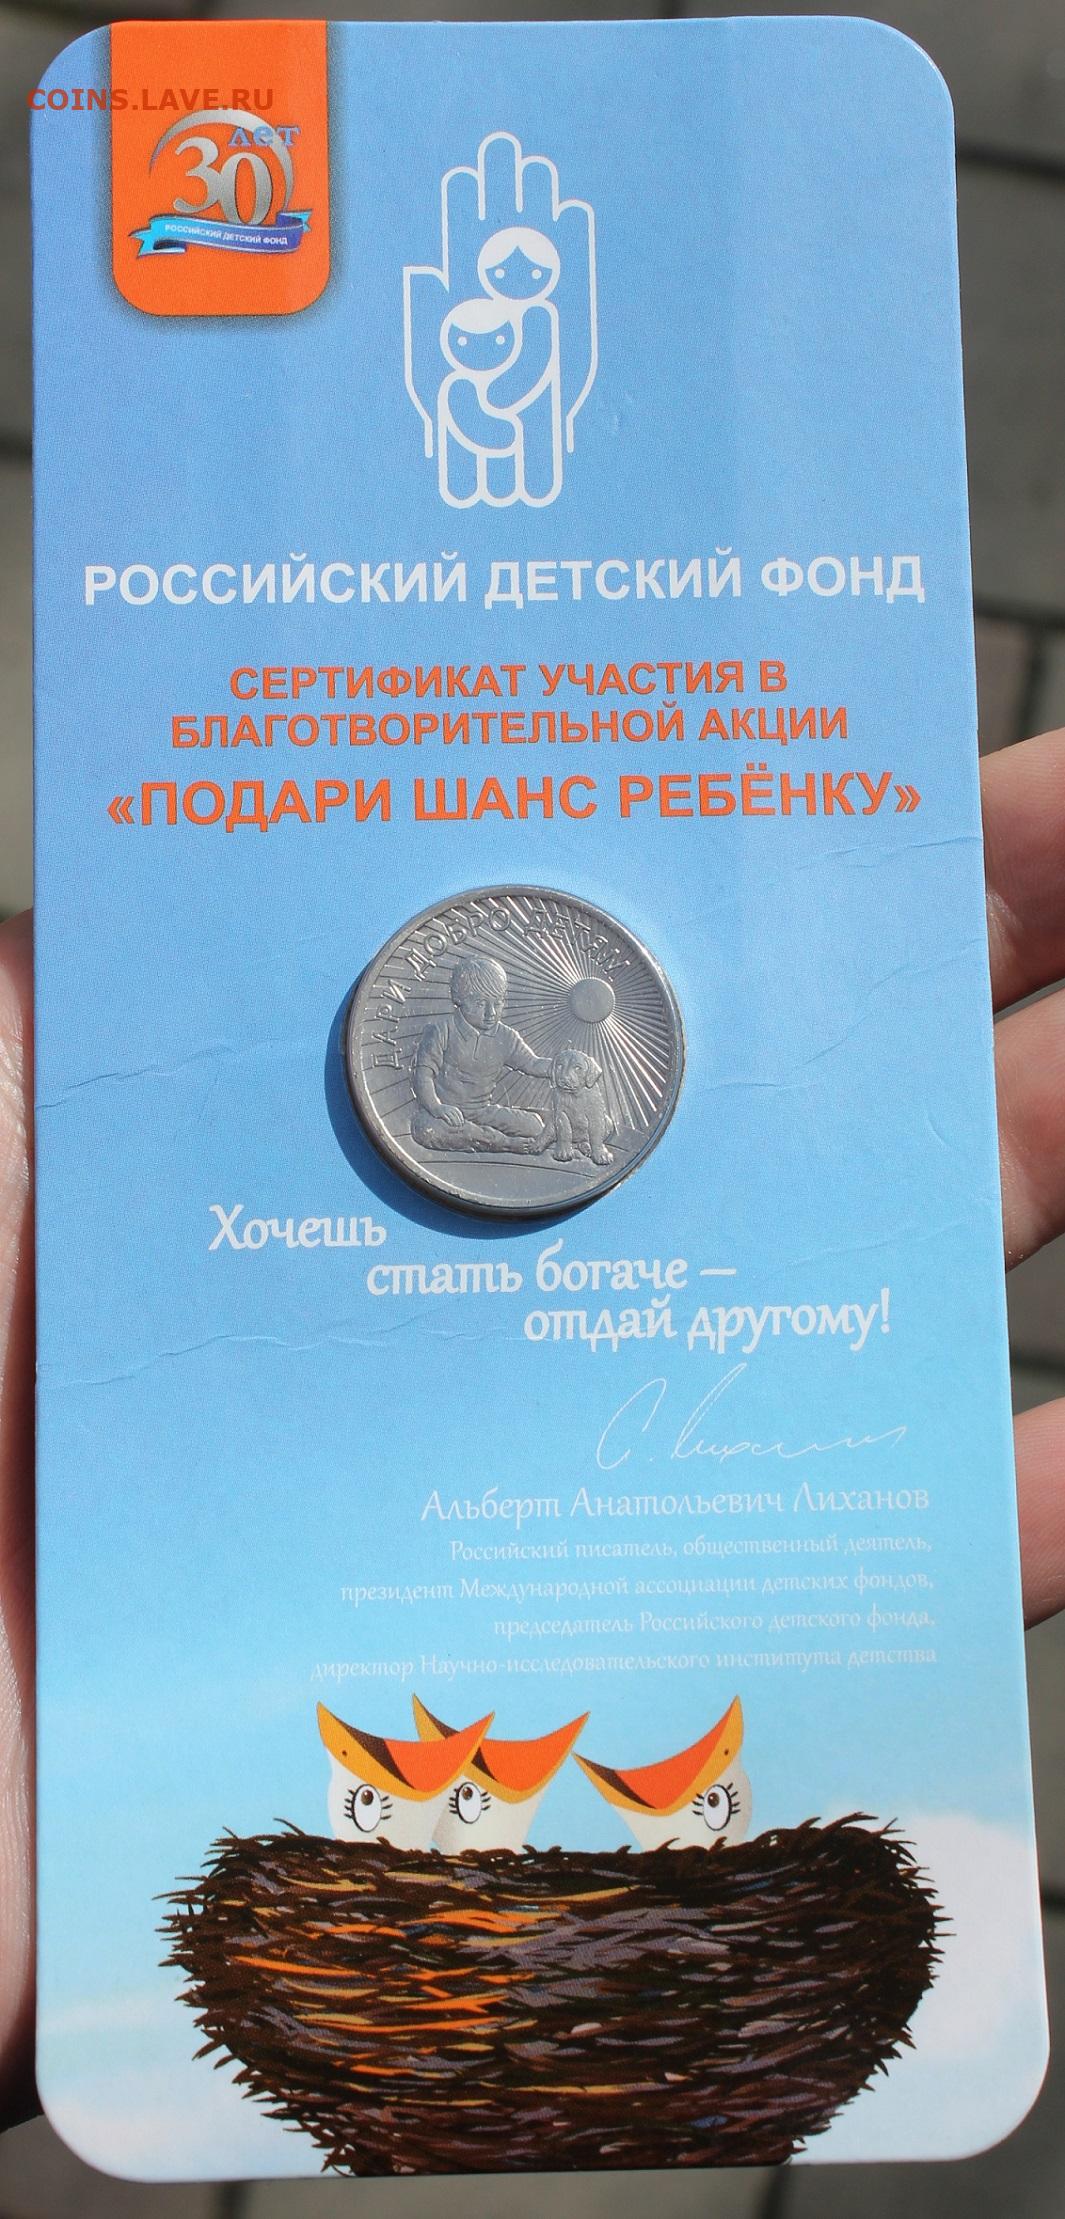 COINS.LAVE.RU
лет
30
РОССИЙСКИЙ ДЕТСКИЙ ФОНД
РОССИЙСКИЙ ДЕТСКИЙ ФОНД
СЕРТИФИКАТ УЧАСТИЯ В
БЛАГОТВОРИТЕЛЬНОЙ АКЦИИ
«ПОДАРИ ШАНС РЕБЁНКУ»
ДАРИ ДОБРО ДЕТЯМ
Хочешь
стать богаче –
отдай другому!
Альберт Анатольевич Лиханов
Российский писатель, общественный деятель,
президент Международной ассоциации детских фондов,
председатель Российского детского фонда,
директор Научно-исследовательского института детства